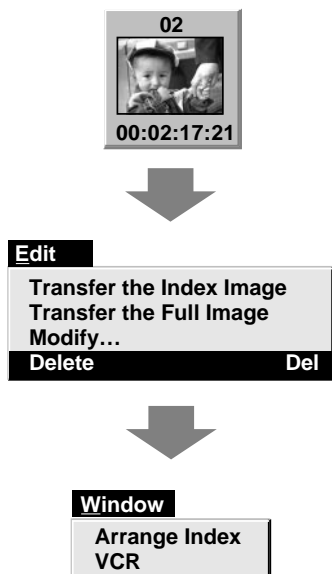 02
00:02:17:21
Edit
Transfer the Index Image
Transfer the Full Image
Modify…
Delete Del
Window
Arrange Index
VCR